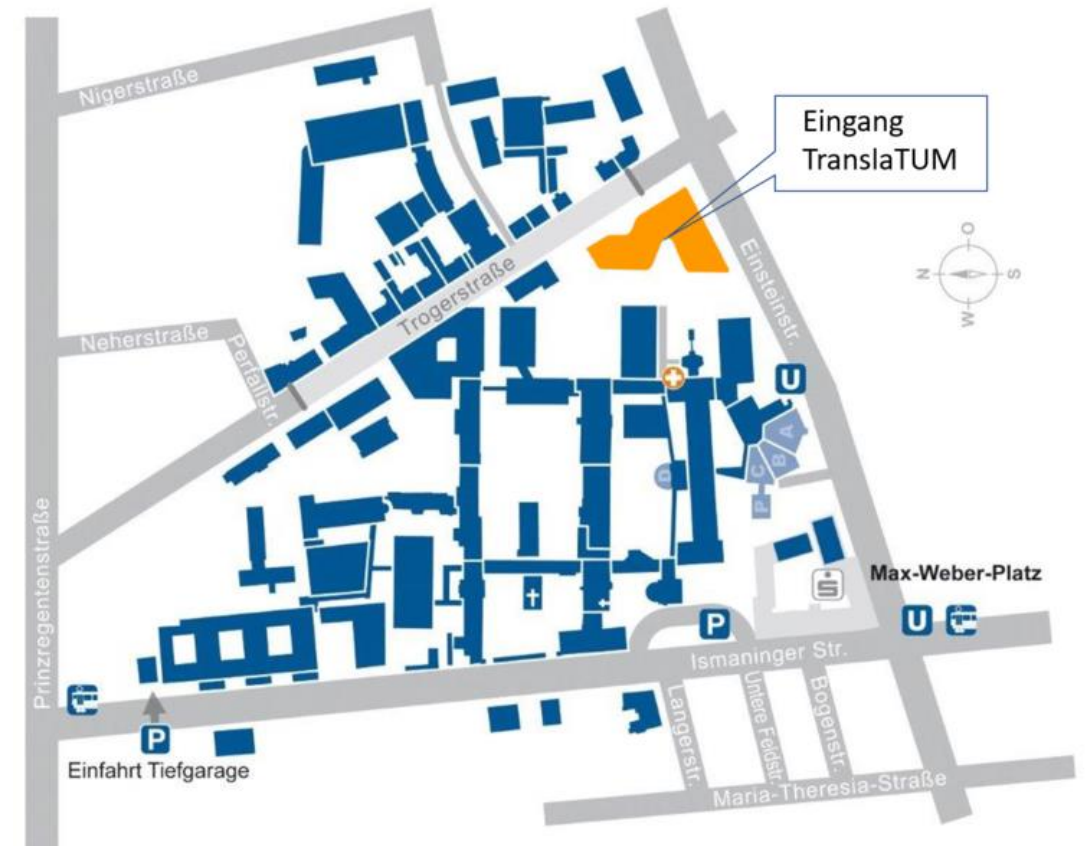 Nigerstraße
Eingang
TranslaTUM
Einsteinstr.
O
N
S
W
Trogerstraße
Neherstraße
Perfallstr.
U
A
B
C
P
D
Prinzregentenstraße
Max-Weber-Platz
S
P
U
Ismaninger Str.
P
Einfahrt Tiefgarage
Langerstr.
Untere Feldstr.
Bogenstr.
Maria-Theresia-Straße